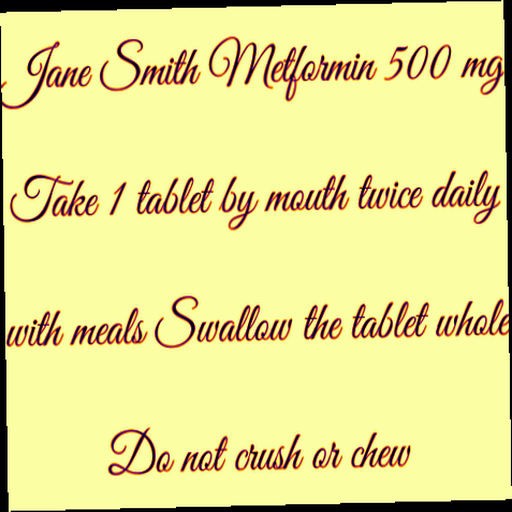 Jane Smith Metformin 500 mg
Take 1 tablet by mouth twice daily
with meals Swallow the tablet whole
Do not crush or chew